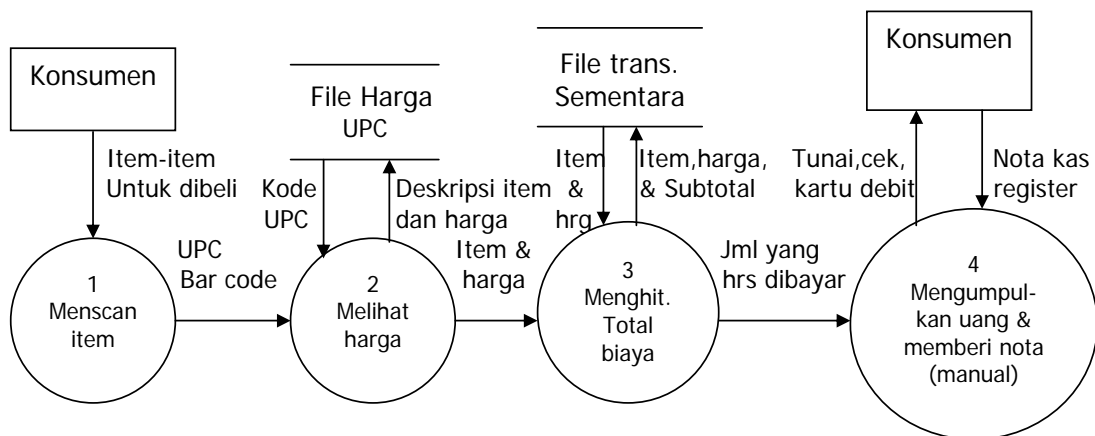 Konsumen
File Harga
UPC
File trans.
Sementara
Konsumen
Item-item
Untuk dibeli
Kode
UPC
Deskripsi item
dan harga
Item
&
hrg
Item,harga,
& Subtotal
Tunai,cek,
kartu debit
Nota kas
register
UPC
Bar code
Item &
harga
Jml yang
hrs dibayar
1
Menscan
item
2
Melihat
harga
3
Menghit.
Total
biaya
4
Mengumpul-
kan uang &
memberi nota
(manual)